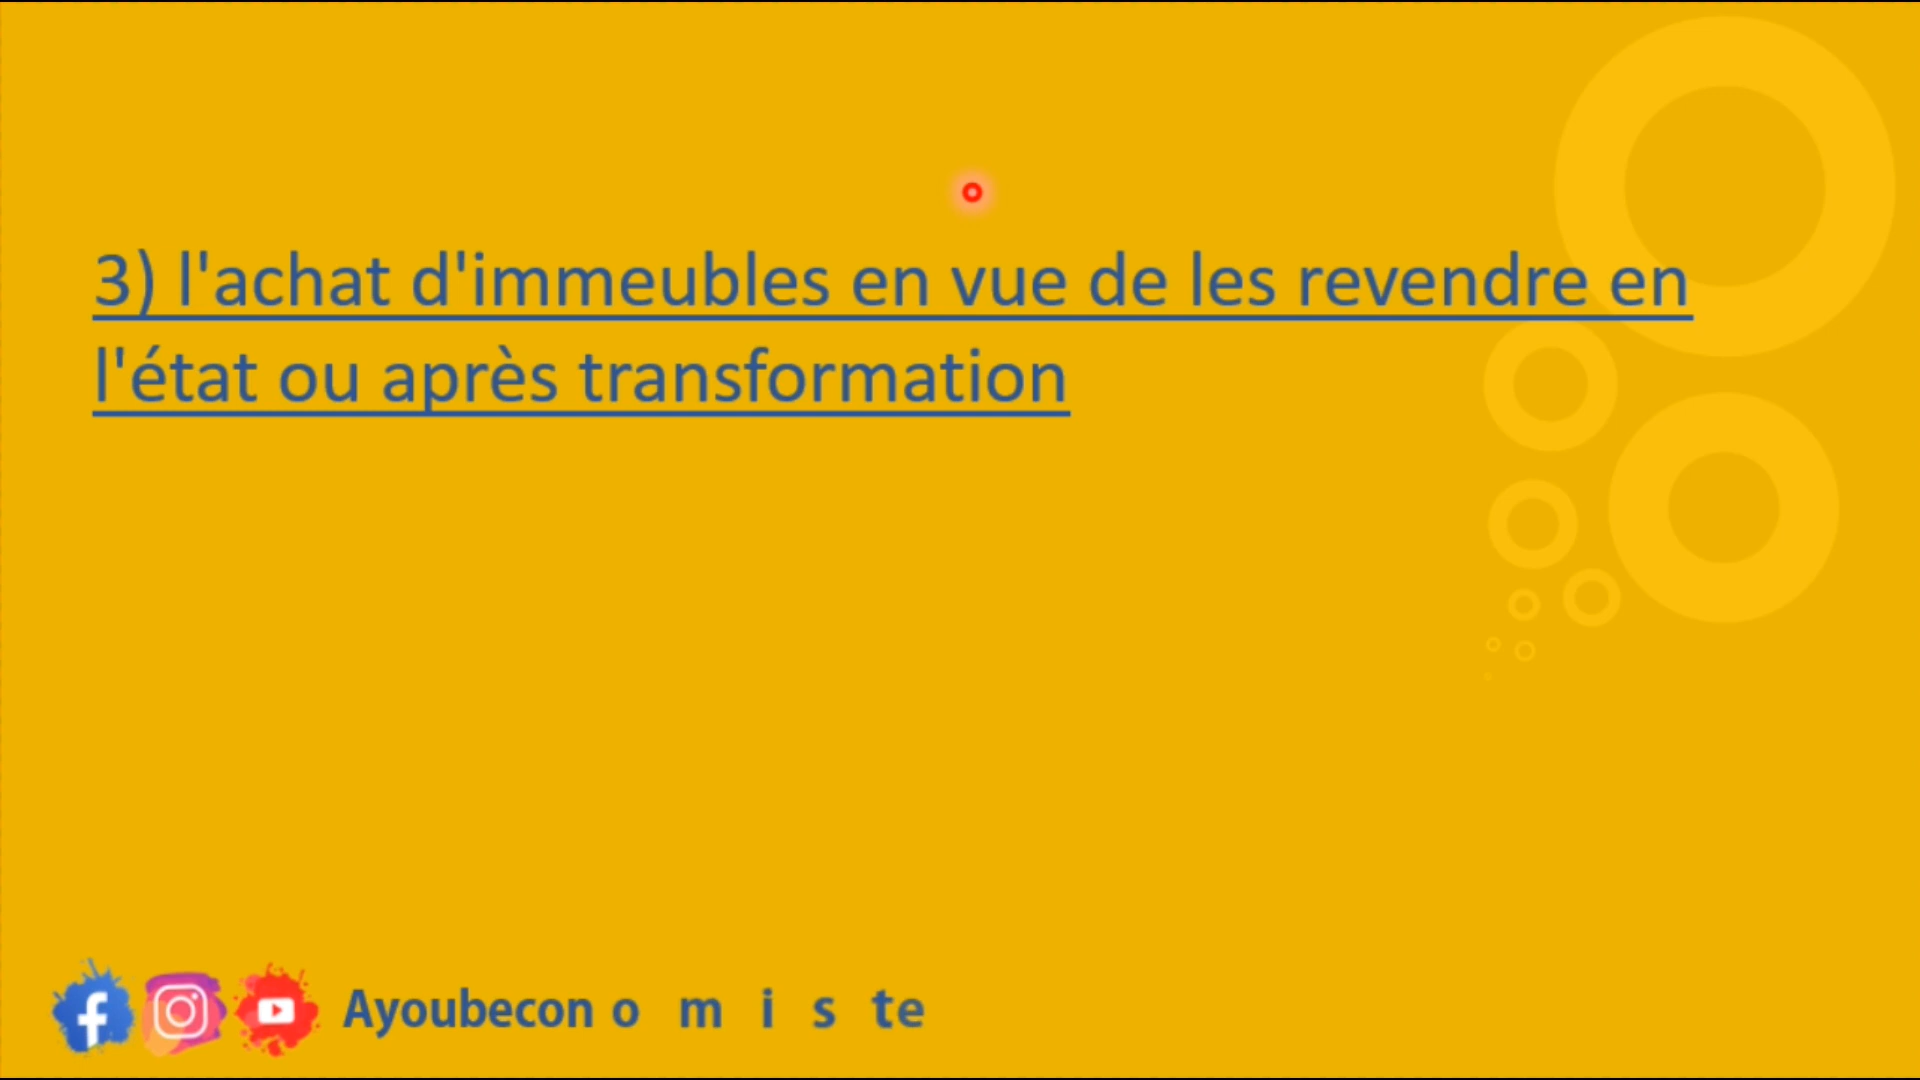 3) l'achat d'immeubles en vue de les revendre en
l'état ou après transformation
Ayoubecon o m i s te